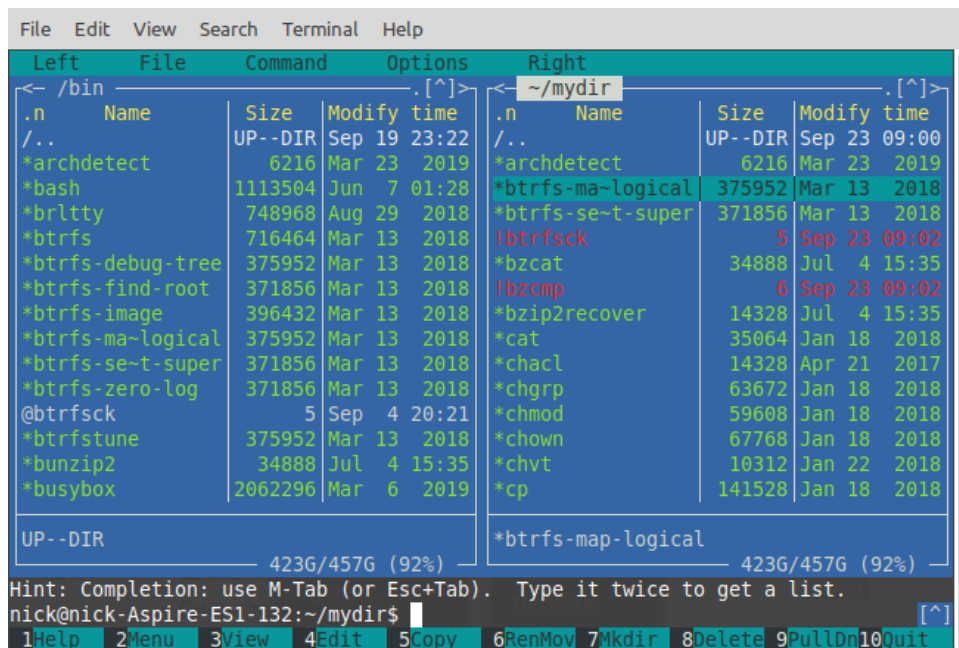 File Edit View Search Terminal Help
Left File Command Options Right
<- /bin .[^]> <- ~/mydir .[^]>
.n Name Size Modify time .n Name Size Modify time
/.. UP--DIR Sep 19 23:22 /.. UP--DIR Sep 23 09:00
*archdetect 6216 Mar 23 2019 *archdetect 6216 Mar 23 2019
*bash 1113504 Jun 7 01:28 *btrfs-ma~logical 375952 Mar 13 2018
*brltty 748968 Aug 29 2018 *btrfs-se~t-super 371856 Mar 13 2018
*btrfs 716464 Mar 13 2018 !btrfsck 5 Sep 23 09:02
*btrfs-debug-tree 375952 Mar 13 2018 *bzcat 34888 Jul 4 15:35
*btrfs-find-root 371856 Mar 13 2018 !bzcmp 6 Sep 23 09:02
*btrfs-image 396432 Mar 13 2018 *bzip2recover 14328 Jul 4 15:35
*btrfs-ma~logical 375952 Mar 13 2018 *cat 35064 Jan 18 2018
*btrfs-se~t-super 371856 Mar 13 2018 *chacl 14328 Apr 21 2017
*btrfs-zero-log 371856 Mar 13 2018 *chgrp 63672 Jan 18 2018
@btrfsck 5 Sep 4 20:21 *chmod 59608 Jan 18 2018
*btrfstune 375952 Mar 13 2018 *chown 67768 Jan 18 2018
*bunzip2 34888 Jul 4 15:35 *chvt 10312 Jan 22 2018
*busybox 2062296 Mar 6 2019 *cp 141528 Jan 18 2018
UP--DIR *btrfs-map-logical
423G/457G (92%) 423G/457G (92%)
Hint: Completion: use M-Tab (or Esc+Tab). Type it twice to get a list.
nick@nick-Aspire-ES1-132:~/mydir$ [^]
1Help 2Menu 3View 4Edit 5Copy 6RenMov 7Mkdir 8Delete 9PullDn 10Quit